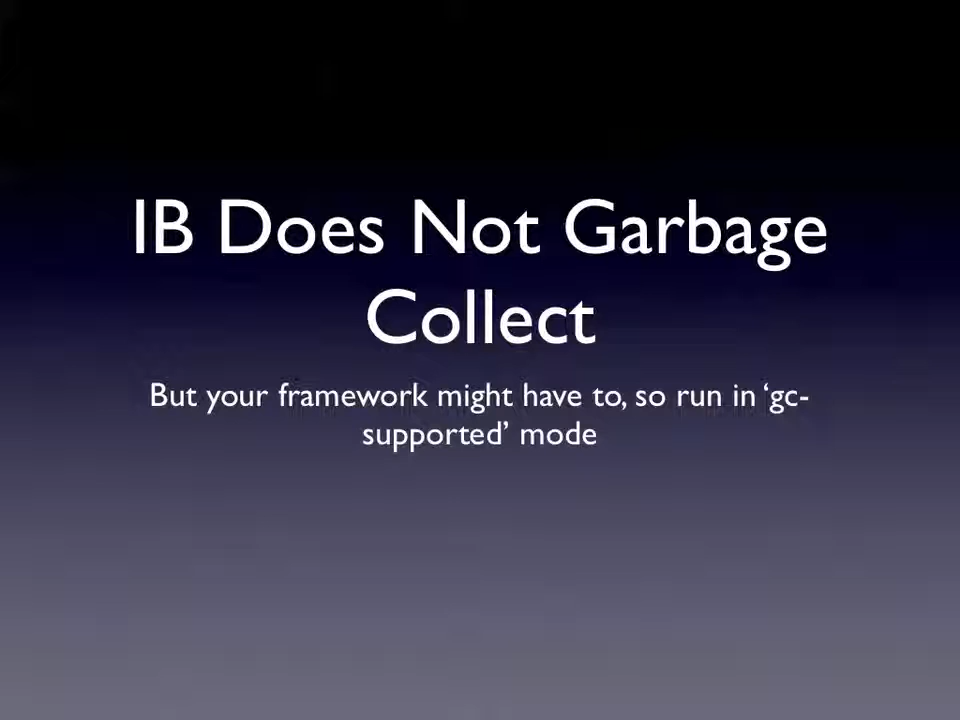 IB Does Not Garbage
Collect
But your framework might have to, so run in ‘gc-
supported’ mode